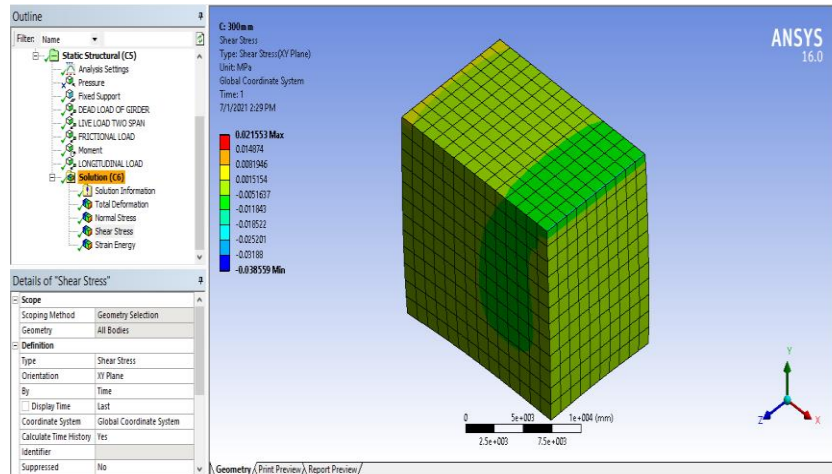 Outline
Filter: Name
Static Structural (C5)
Analysis Settings
Pressure
Fixed Support
DEAD LOAD OF GIRDER
LIVE LOAD TWO SPAN
FRICTIONAL LOAD
Moment
LONGITUDINAL LOAD
Solution (C6)
Solution Information
Total Deformation
Normal Stress
Shear Stress
Strain Energy
Details of "Shear Stress"
Scope
Scoping Method Geometry Selection
Geometry All Bodies
Definition
Type Shear Stress
Orientation XY Plane
By Time
Display Time Last
Coordinate System Global Coordinate System
Calculate Time History Yes
Identifier
Suppressed No
C: 300mm
Shear Stress
Type: Shear Stress(XY Plane)
Unit: MPa
Global Coordinate System
Time: 1
7/1/2021 2:29 PM
0.021553 Max
0.014874
0.0081946
0.0015154
-0.0051637
-0.011843
-0.018522
-0.025201
-0.03188
-0.038559 Min
ANSYS
16.0
0 5e+003 1e+004 (mm)
2.5e+003 7.5e+003
Y
Z X
Geometry Print Preview Report Preview